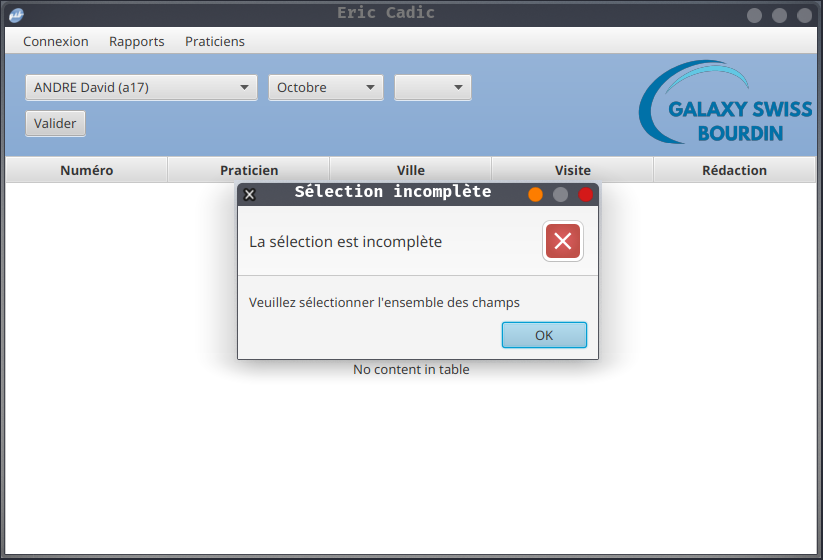 Eric Cadic
Connexion Rapports Praticiens
ANDRE David (a17) Octobre
Valider
GALAXY SWISS
BOURDIN
Numéro Praticien Ville Visite Rédaction
Sélection incomplète
La sélection est incomplète
Veuillez sélectionner l'ensemble des champs
OK
No content in table